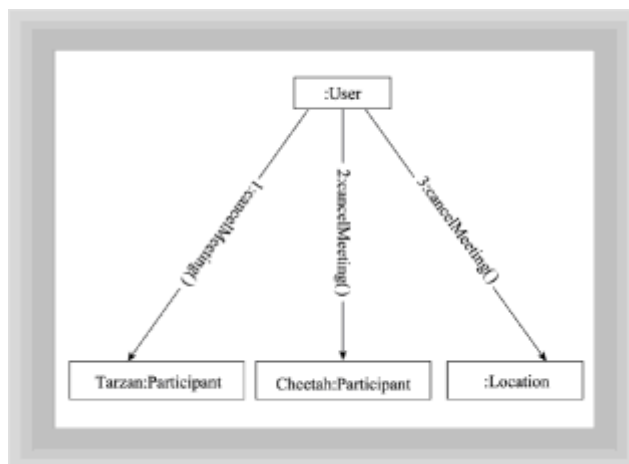 :User
1:cancelMeeting()
2:cancelMeeting()
3:cancelMeeting()
Tarzan:Participant
Cheetah:Participant
:Location